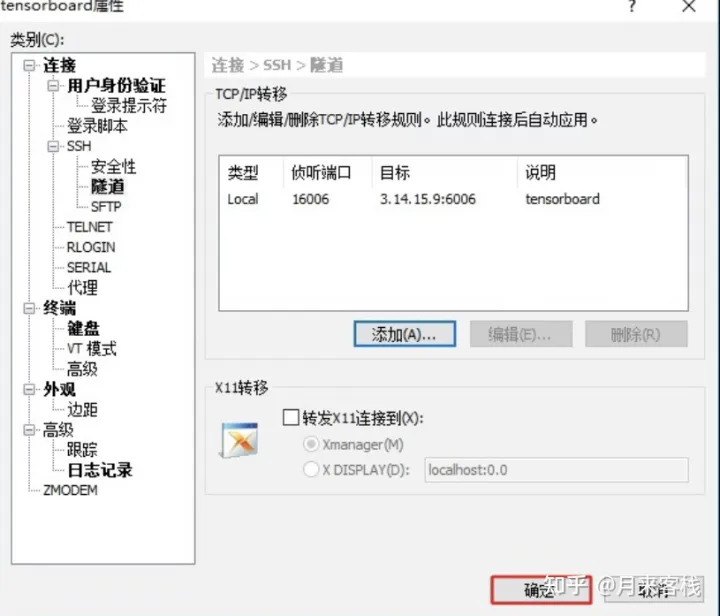 tensorboard属性
?
类别(C):
连接
用户身份验证
登录提示符
登录脚本
SSH
安全性
隧道
SFTP
TELNET
RLOGIN
SERIAL
代理
终端
键盘
VT 模式
高级
外观
边距
高级
跟踪
日志记录
ZMODEM
连接 > SSH > 隧道
TCP/IP转移
添加/编辑/删除TCP/IP转移规则。此规则连接后自动应用。
类型 侦听端口 目标 说明
Local 16006 3.14.15.9:6006 tensorboard
添加(A)... 编辑(E)... 删除(R)
X11转移
转发X11连接到(X):
Xmanager(M)
X DISPLAY(D): localhost:0.0
确定 取消
知乎 @月来客栈